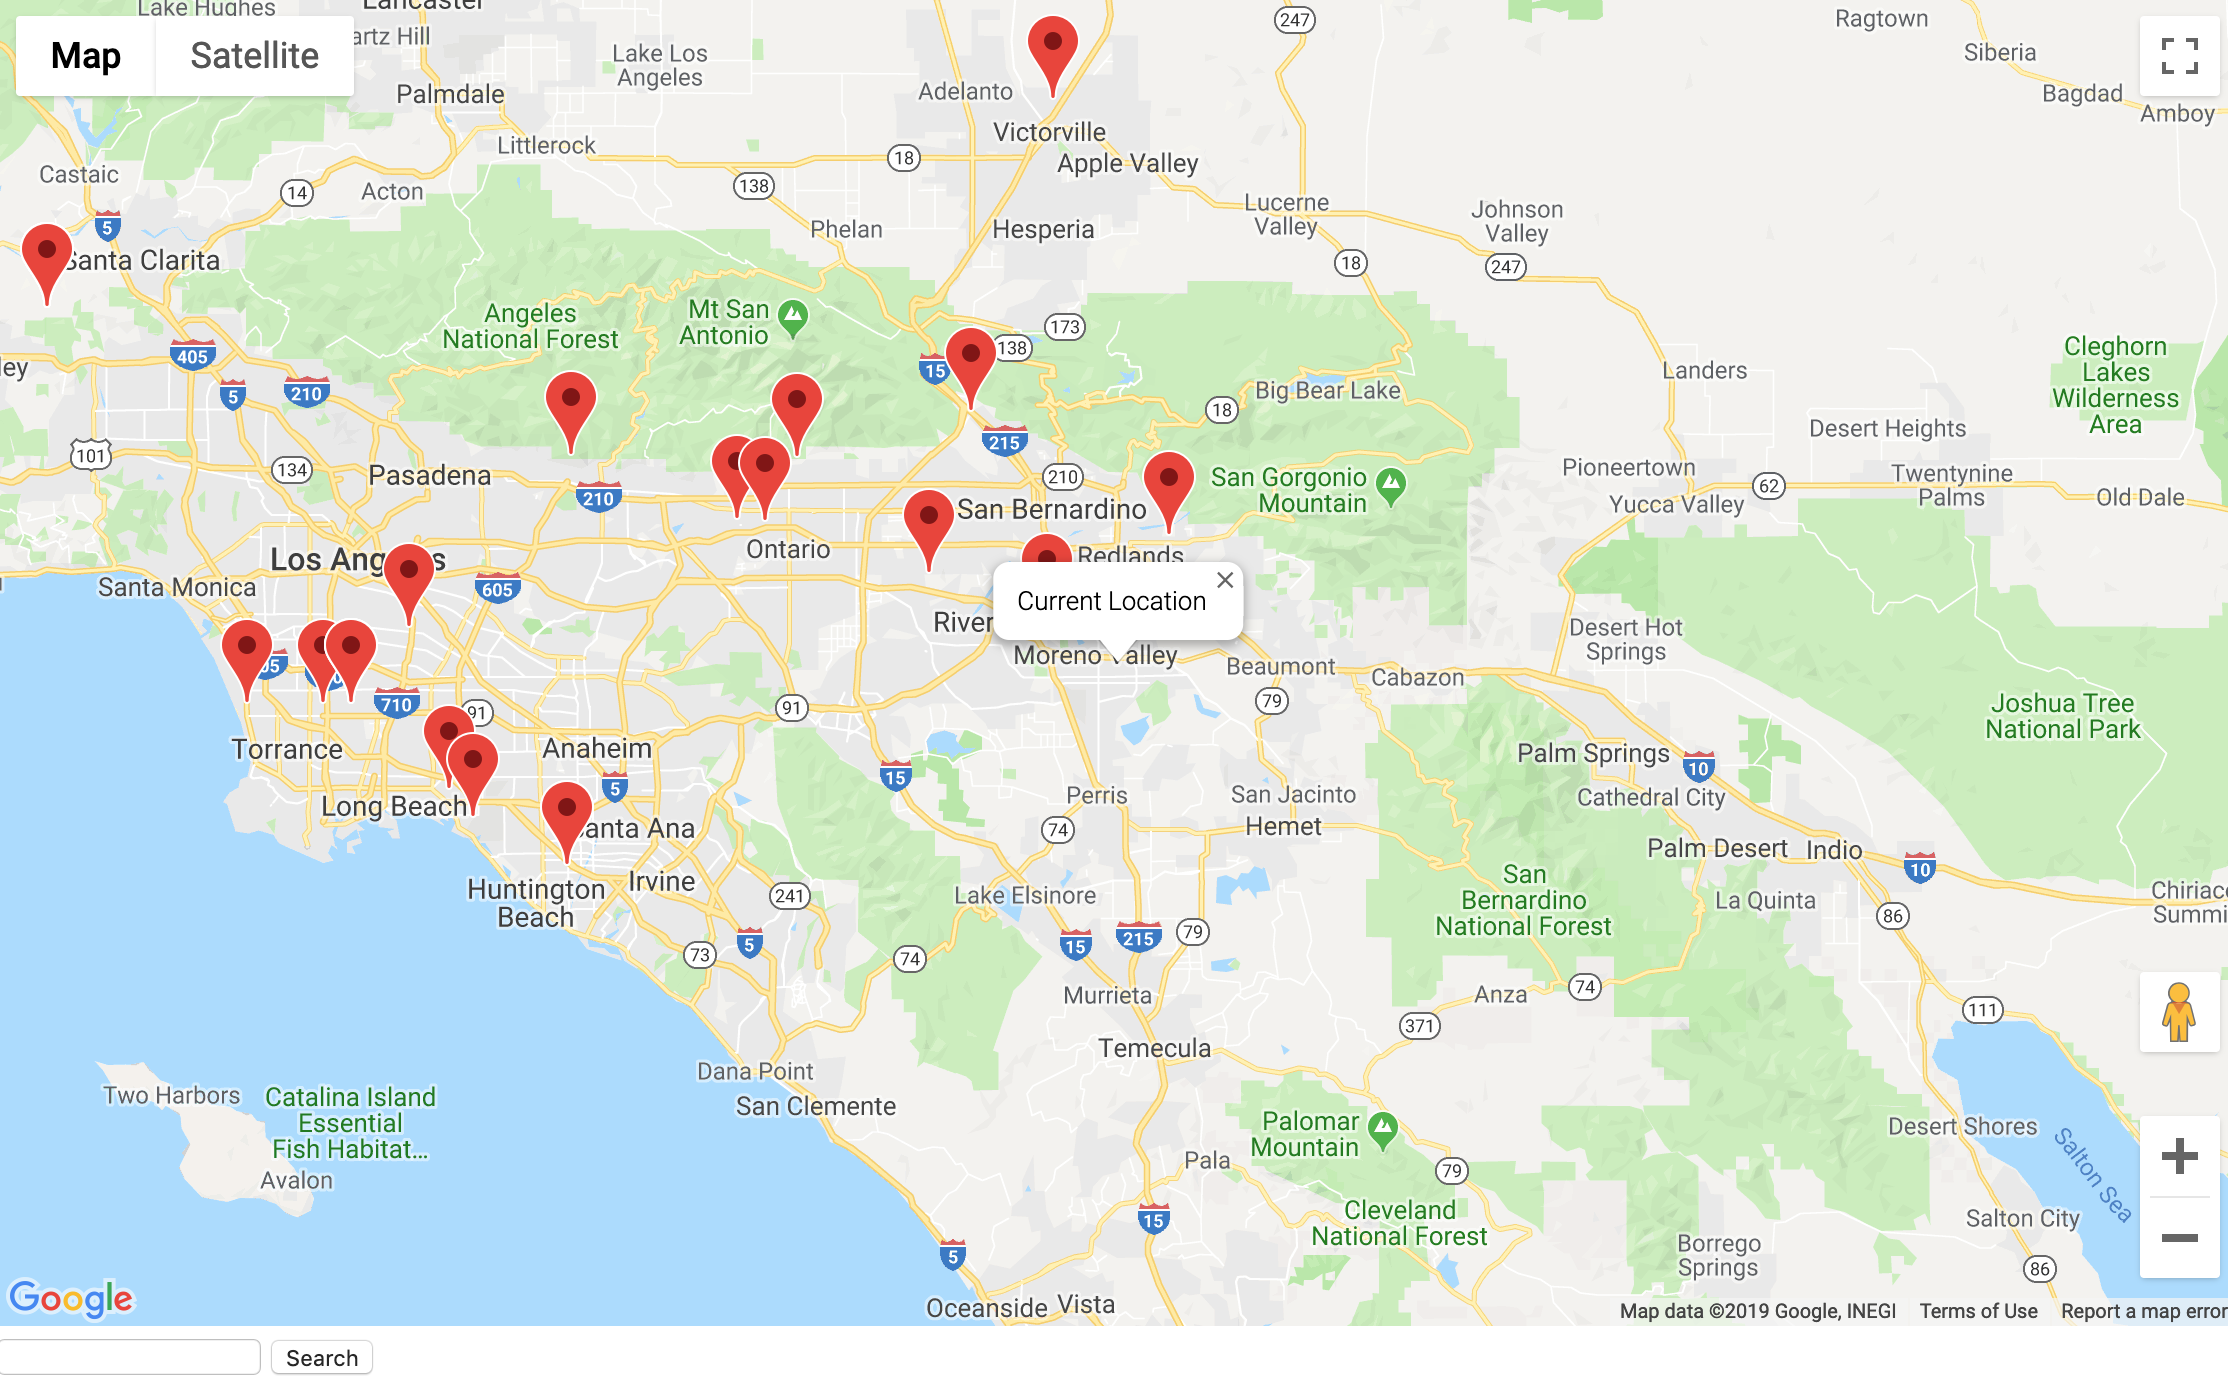 Lake Hughes
Lancaster
Map
Satellite
artz Hill
Lake Los
Angeles
247
Ragtown
Siberia
Palmdale
Adelanto
Bagdad
Amboy
Littlerock
Victorville
Castaic
14
Acton
138
18
Apple Valley
5
Phelan
Hesperia
Lucerne
Valley
Johnson
Valley
Santa Clarita
18
247
Angeles
National Forest
Mt San
Antonio
173
138
405
ley
5
210
15
Big Bear Lake
18
Landers
Cleghorn
Lakes
Wilderness
Area
215
Desert Heights
101
134
Pasadena
210
210
San Gorgonio
Mountain
Pioneertown
62
Twentynine
Palms
Yucca Valley
Old Dale
San Bernardino
Los Angeles
Ontario
Redlands
Santa Monica
605
Current Location
River
Moreno Valley
Beaumont
Cabazon
Desert Hot
Springs
05
710
91
91
79
Joshua Tree
National Park
Torrance
Anaheim
5
15
Palm Springs
10
Long Beach
Perris
San Jacinto
Cathedral City
Santa Ana
74
Hemet
Palm Desert
Indio
10
Huntington
Beach
Irvine
241
Lake Elsinore
San
Bernardino
National Forest
La Quinta
86
Chiriaco
Summi
5
73
74
15
215
79
Murrieta
Anza
74
111
371
Temecula
Dana Point
San Clemente
Two Harbors
Catalina Island
Essential
Fish Habitat...
Avalon
Palomar
Mountain
Desert Shores
Salton Sea
Pala
79
Cleveland
National Forest
15
5
Salton City
Borrego
Springs
86
Oceanside
Vista
Google
Map data ©2019 Google, INEGI
Terms of Use
Report a map error
Search